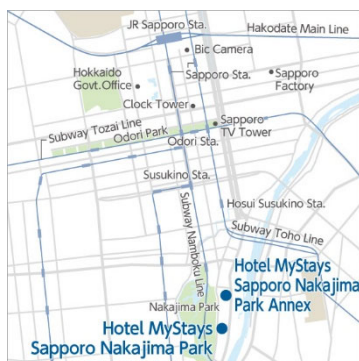 JR Sapporo Sta.
Hakodate Main Line
Bic Camera
Hokkaido
Govt.Office
Sapporo Sta.
Sapporo
Factory
Clock Tower
Sapporo
TV Tower
Subway Tozai Line
Odori Park
Odori Sta.
Susukino Sta.
Hosui Susukino Sta.
Subway Namboku Line
Subway Toho Line
Hotel MyStays
Sapporo Nakajima
Park Annex
Nakajima Park
Hotel MyStays
Sapporo Nakajima Park